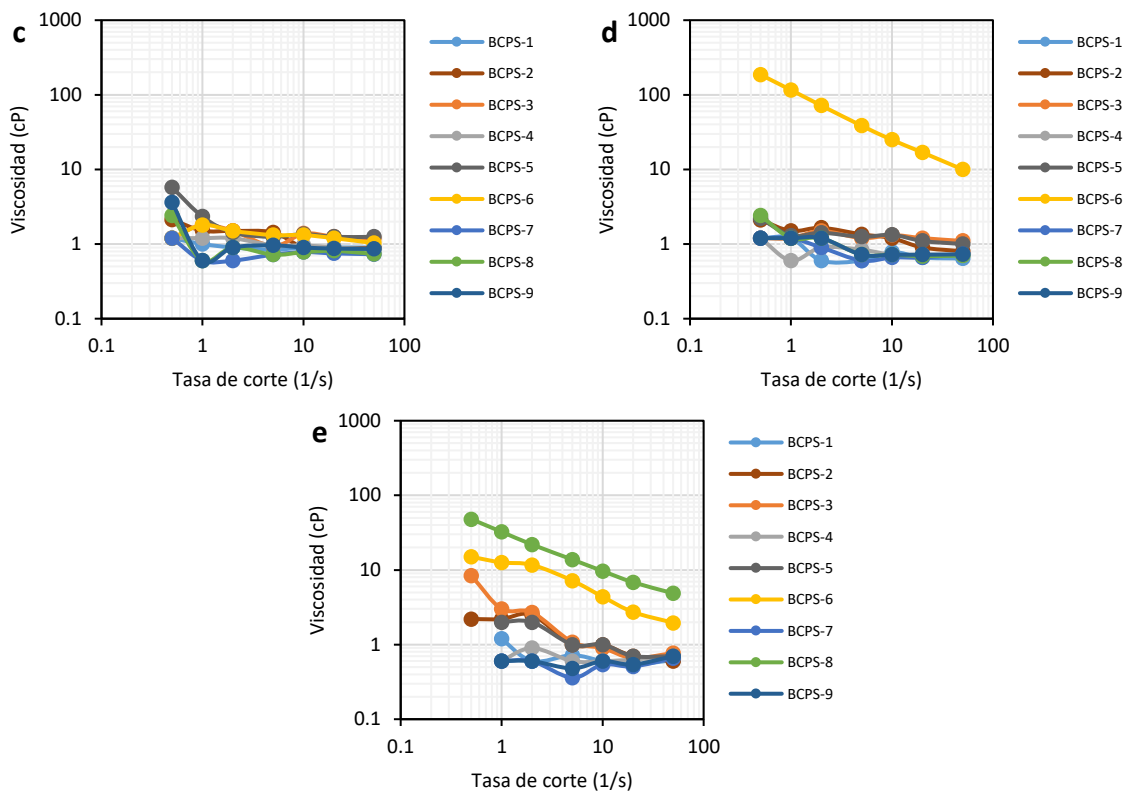 c
1000
100
10
1
0.1
0.1
1
10
100
Viscosidad (cP)
Tasa de corte (1/s)
BCPS-1
BCPS-2
BCPS-3
BCPS-4
BCPS-5
BCPS-6
BCPS-7
BCPS-8
BCPS-9
d
1000
100
10
1
0.1
0.1
1
10
100
Viscosidad (cP)
Tasa de corte (1/s)
BCPS-1
BCPS-2
BCPS-3
BCPS-4
BCPS-5
BCPS-6
BCPS-7
BCPS-8
BCPS-9
e
1000
100
10
1
0.1
0.1
1
10
100
Viscosidad (cP)
Tasa de corte (1/s)
BCPS-1
BCPS-2
BCPS-3
BCPS-4
BCPS-5
BCPS-6
BCPS-7
BCPS-8
BCPS-9